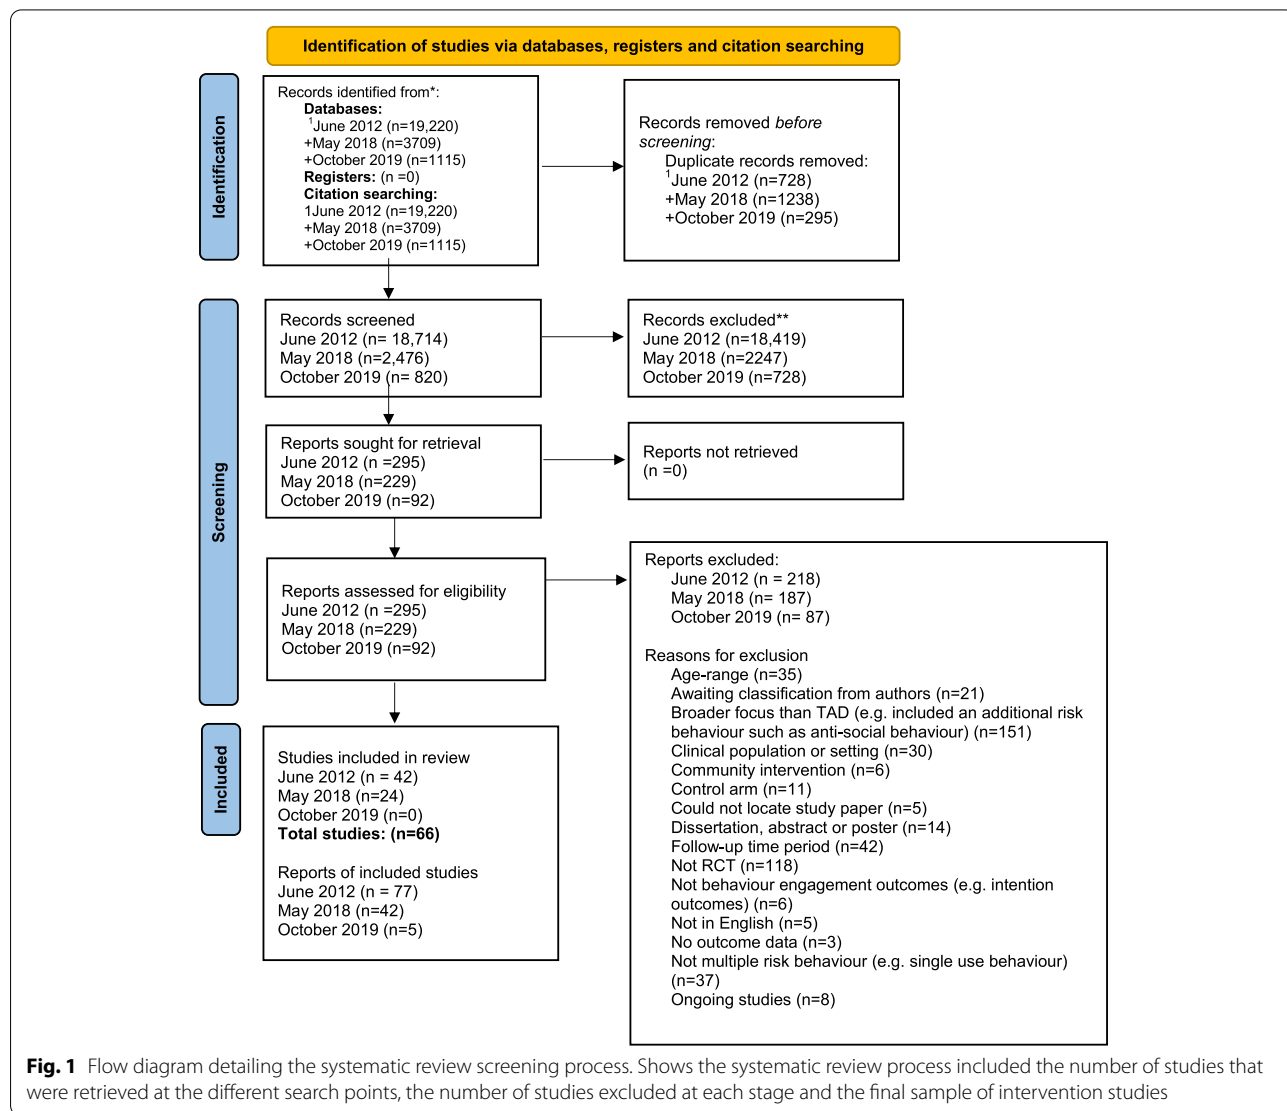 Identification of studies via databases, registers and citation searching
Identification
Records identified from*:
Databases:
1June 2012 (n=19,220)
+May 2018 (n=3709)
+October 2019 (n=1115)
Registers: (n =0)
Citation searching:
1June 2012 (n=19,220)
+May 2018 (n=3709)
+October 2019 (n=1115)
Records removed before
screening:
Duplicate records removed:
1June 2012 (n=728)
+May 2018 (n=1238)
+October 2019 (n=295)
Screening
Records screened
June 2012 (n= 18,714)
May 2018 (n=2,476)
October 2019 (n= 820)
Records excluded**
June 2012 (n=18,419)
May 2018 (n=2247)
October 2019 (n=728)
Reports sought for retrieval
June 2012 (n =295)
May 2018 (n=229)
October 2019 (n=92)
Reports not retrieved
(n =0)
Reports assessed for eligibility
June 2012 (n =295)
May 2018 (n=229)
October 2019 (n=92)
Reports excluded:
June 2012 (n = 218)
May 2018 (n= 187)
October 2019 (n= 87)
Reasons for exclusion
Age-range (n=35)
Awaiting classification from authors (n=21)
Broader focus than TAD (e.g. included an additional risk
behaviour such as anti-social behaviour) (n=151)
Clinical population or setting (n=30)
Community intervention (n=6)
Control arm (n=11)
Could not locate study paper (n=5)
Dissertation, abstract or poster (n=14)
Follow-up time period (n=42)
Not RCT (n=118)
Not behaviour engagement outcomes (e.g. intention
outcomes) (n=6)
Not in English (n=5)
No outcome data (n=3)
Not multiple risk behaviour (e.g. single use behaviour)
(n=37)
Ongoing studies (n=8)
Included
Studies included in review
June 2012 (n = 42)
May 2018 (n=24)
October 2019 (n=0)
Total studies: (n=66)
Reports of included studies
June 2012 (n = 77)
May 2018 (n=42)
October 2019 (n=5)
Fig. 1 Flow diagram detailing the systematic review screening process. Shows the systematic review process included the number of studies that
were retrieved at the different search points, the number of studies excluded at each stage and the final sample of intervention studies